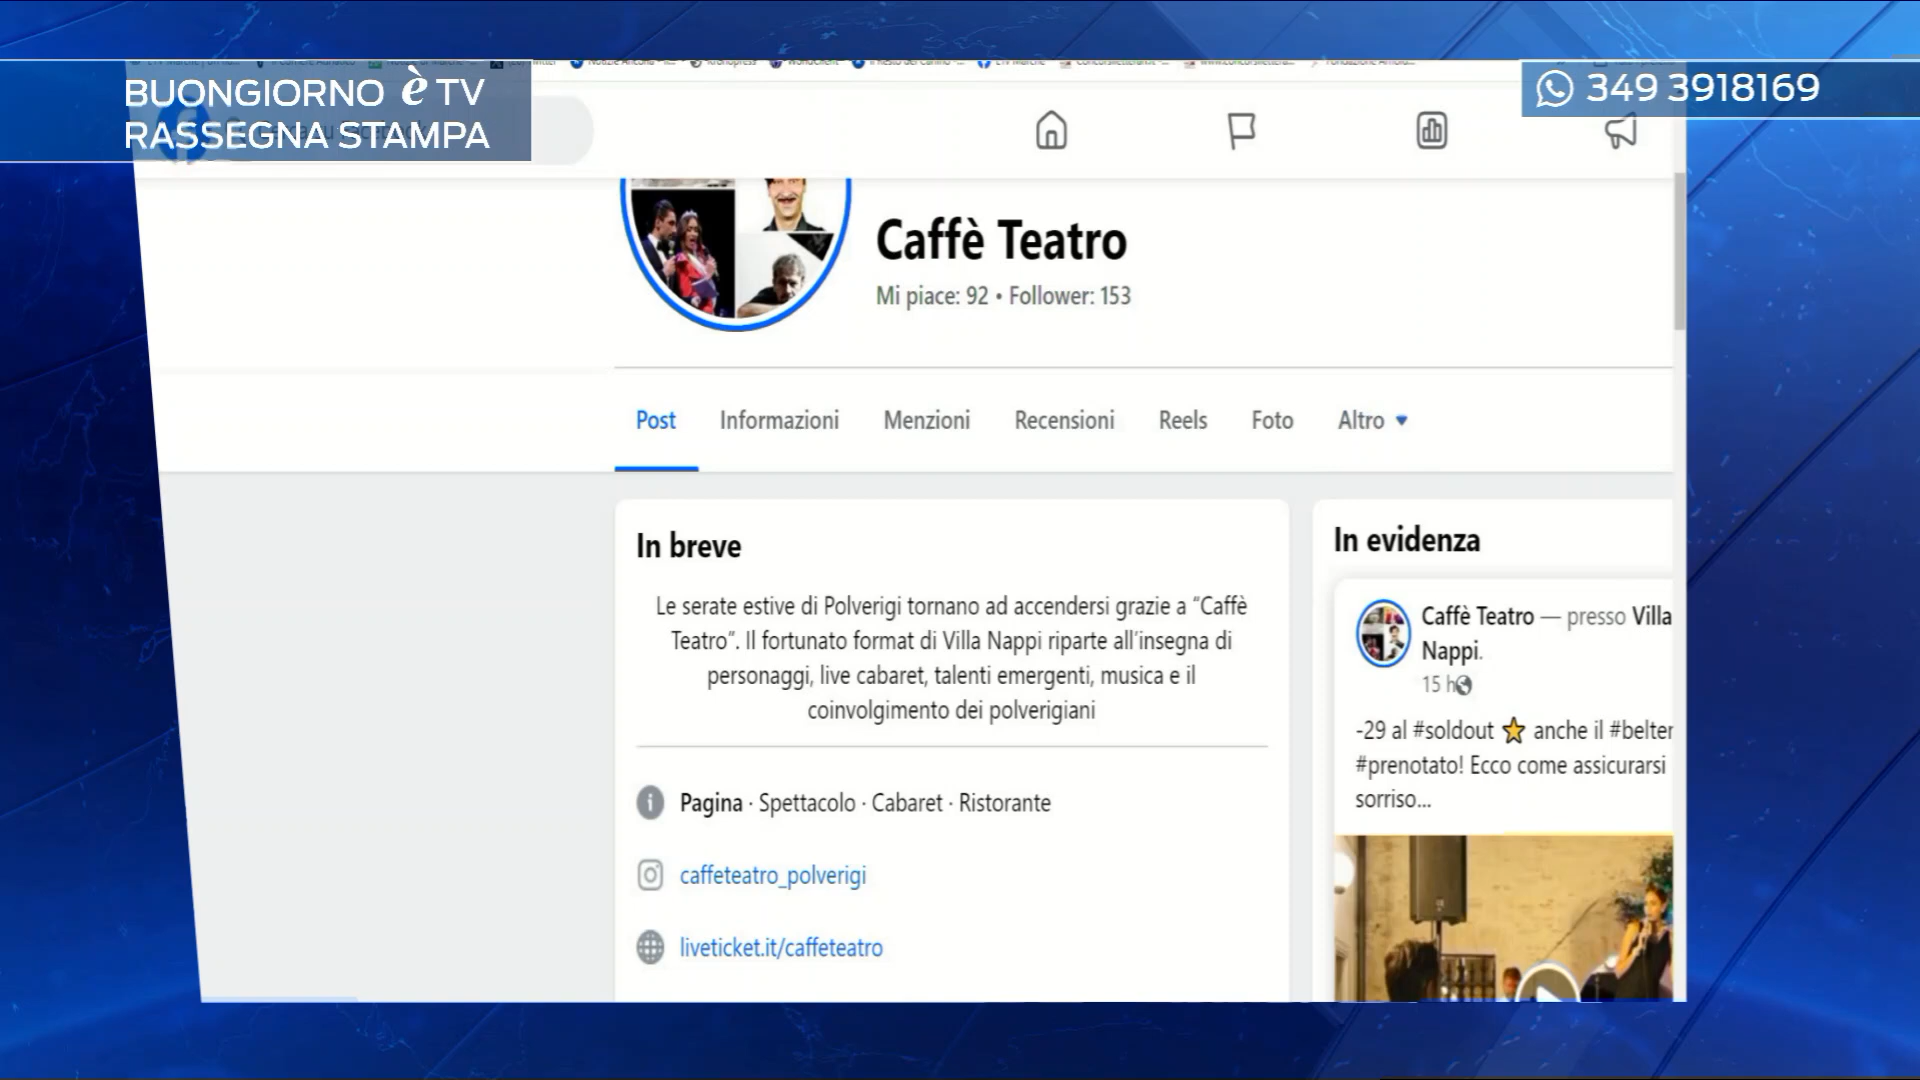 BUONGIORNO è TV
RASSEGNA STAMPA
349 3918169
Caffè Teatro
Mi piace: 92 • Follower: 153
Post Informazioni Menzioni Recensioni Reels Foto Altro
In breve
Le serate estive di Polverigi tornano ad accendersi grazie a “Caffè
Teatro”. Il fortunato format di Villa Nappi riparte all'insegna di
personaggi, live cabaret, talenti emergenti, musica e il
coinvolgimento dei polverigiani
Pagina · Spettacolo · Cabaret · Ristorante
caffeteatro_polverigi
liveticket.it/caffeteatro
In evidenza
Caffè Teatro — presso Villa
Nappi.
15 h
-29 al #soldout ⭐ anche il #belter
#prenotato! Ecco come assicurarsi
sorriso...